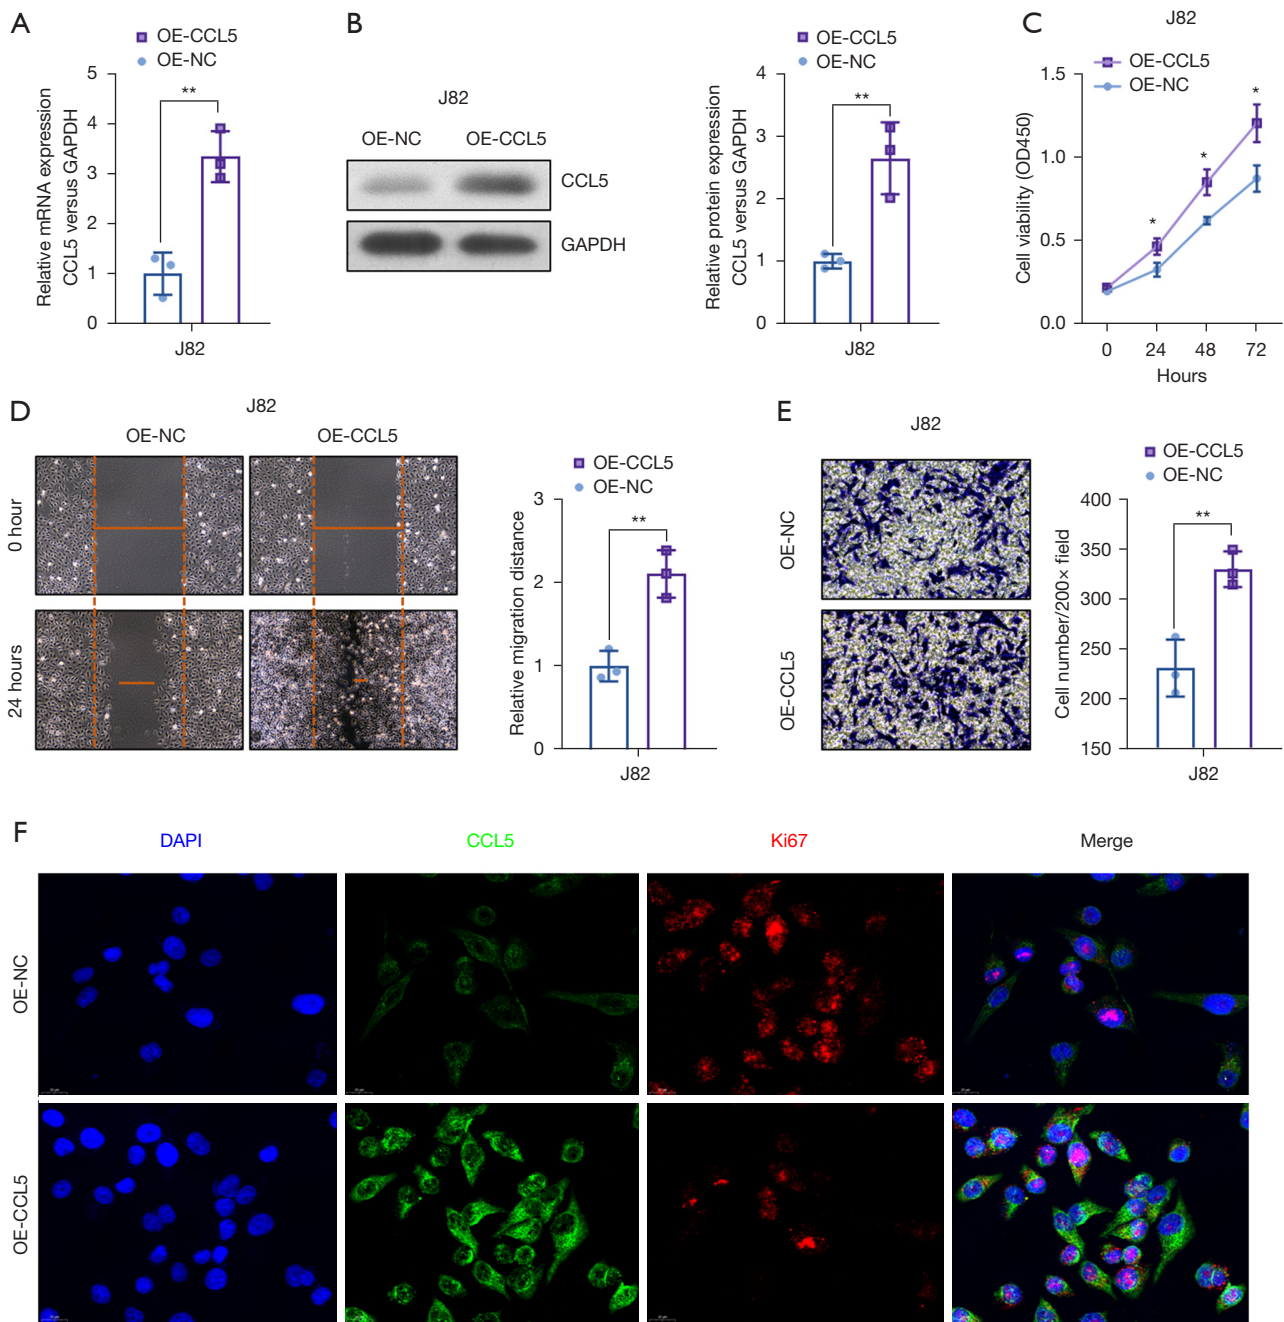 A
OE-CCL5
OE-NC
Relative mRNA expression
CCL5 versus GAPDH
5
4
3
2
1
0
**
J82
B
J82
OE-NC OE-CCL5
CCL5
GAPDH
OE-CCL5
OE-NC
Relative protein expression
CCL5 versus GAPDH
4
3
2
1
0
**
J82
C
J82
OE-CCL5
OE-NC
Cell viability (OD450)
1.5
1.0
0.5
0.0
*
*
*
0 24 48 72
Hours
D
J82
OE-NC OE-CCL5
0 hour
24 hours
OE-CCL5
OE-NC
Relative migration distance
3
2
1
0
**
J82
E
J82
OE-NC
OE-CCL5
OE-CCL5
OE-NC
Cell number/200× field
400
350
300
250
200
150
**
J82
F
DAPI CCL5 Ki67 Merge
OE-NC
OE-CCL5